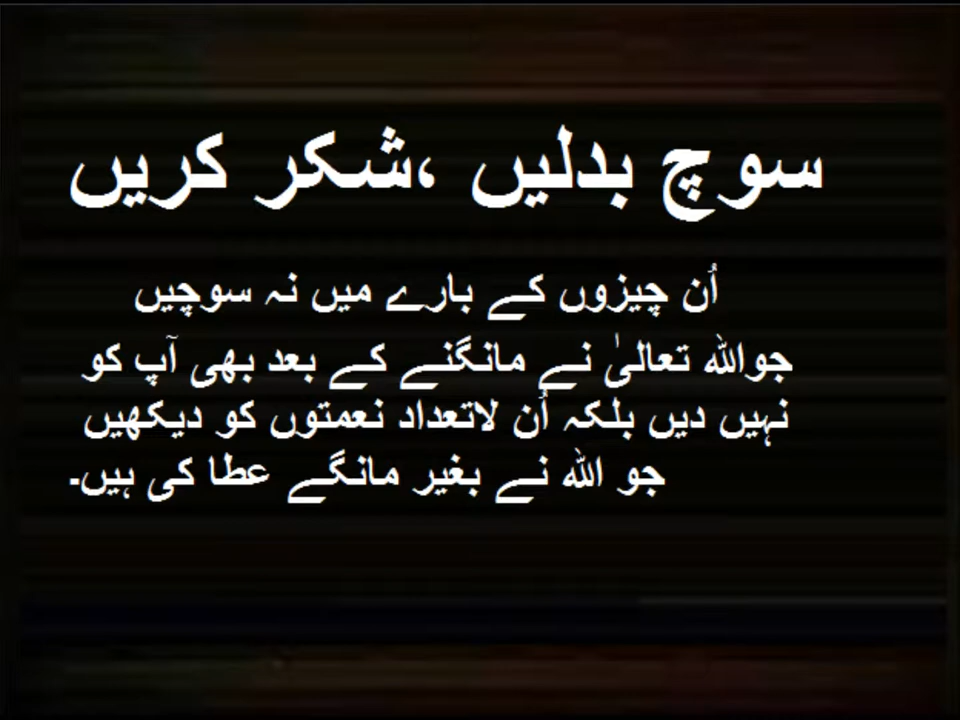 سوچ بدلیں ،شکر کریں
اُن چیزوں کے بارے میں نہ سوچیں
جواللہ تعالیٰ نے مانگنے کے بعد بھی آپ کو
نہیں دیں بلکہ اُن لاتعداد نعمتوں کو دیکھیں
جو اللہ نے بغیر مانگے عطا کی ہیں۔